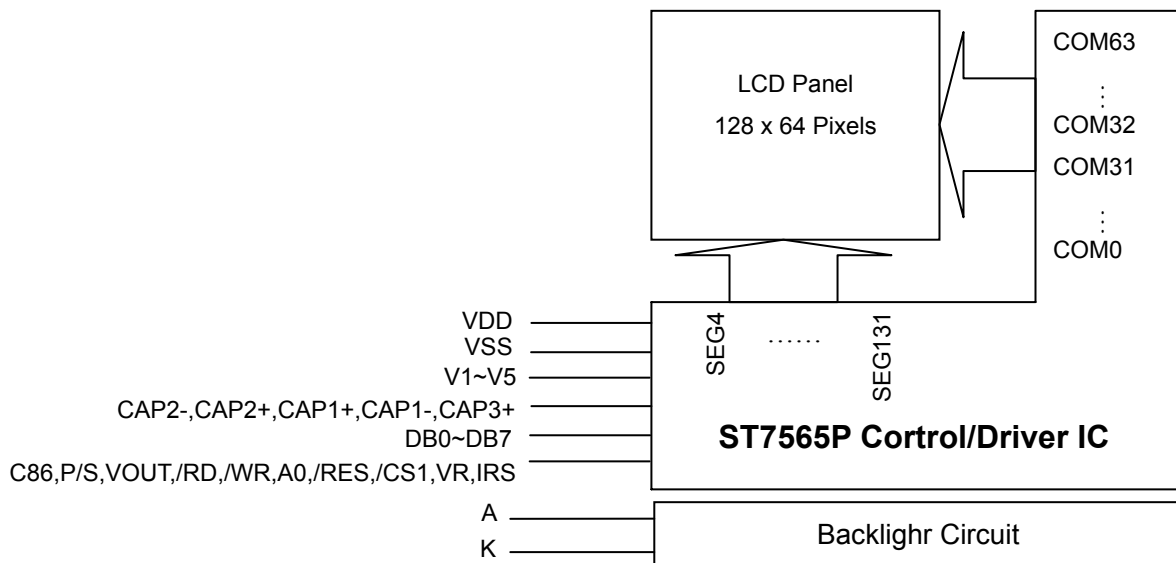 LCD Panel
128 x 64 Pixels
COM63
COM32
COM31
COM0
SEG4
......
SEG131
VDD
VSS
V1~V5
CAP2-,CAP2+,CAP1+,CAP1-,CAP3+
DB0~DB7
C86,P/S,VOUT,/RD,/WR,A0,/RES,/CS1,VR,IRS
ST7565P Cortrol/Driver IC
A
K
Backlighr Circuit